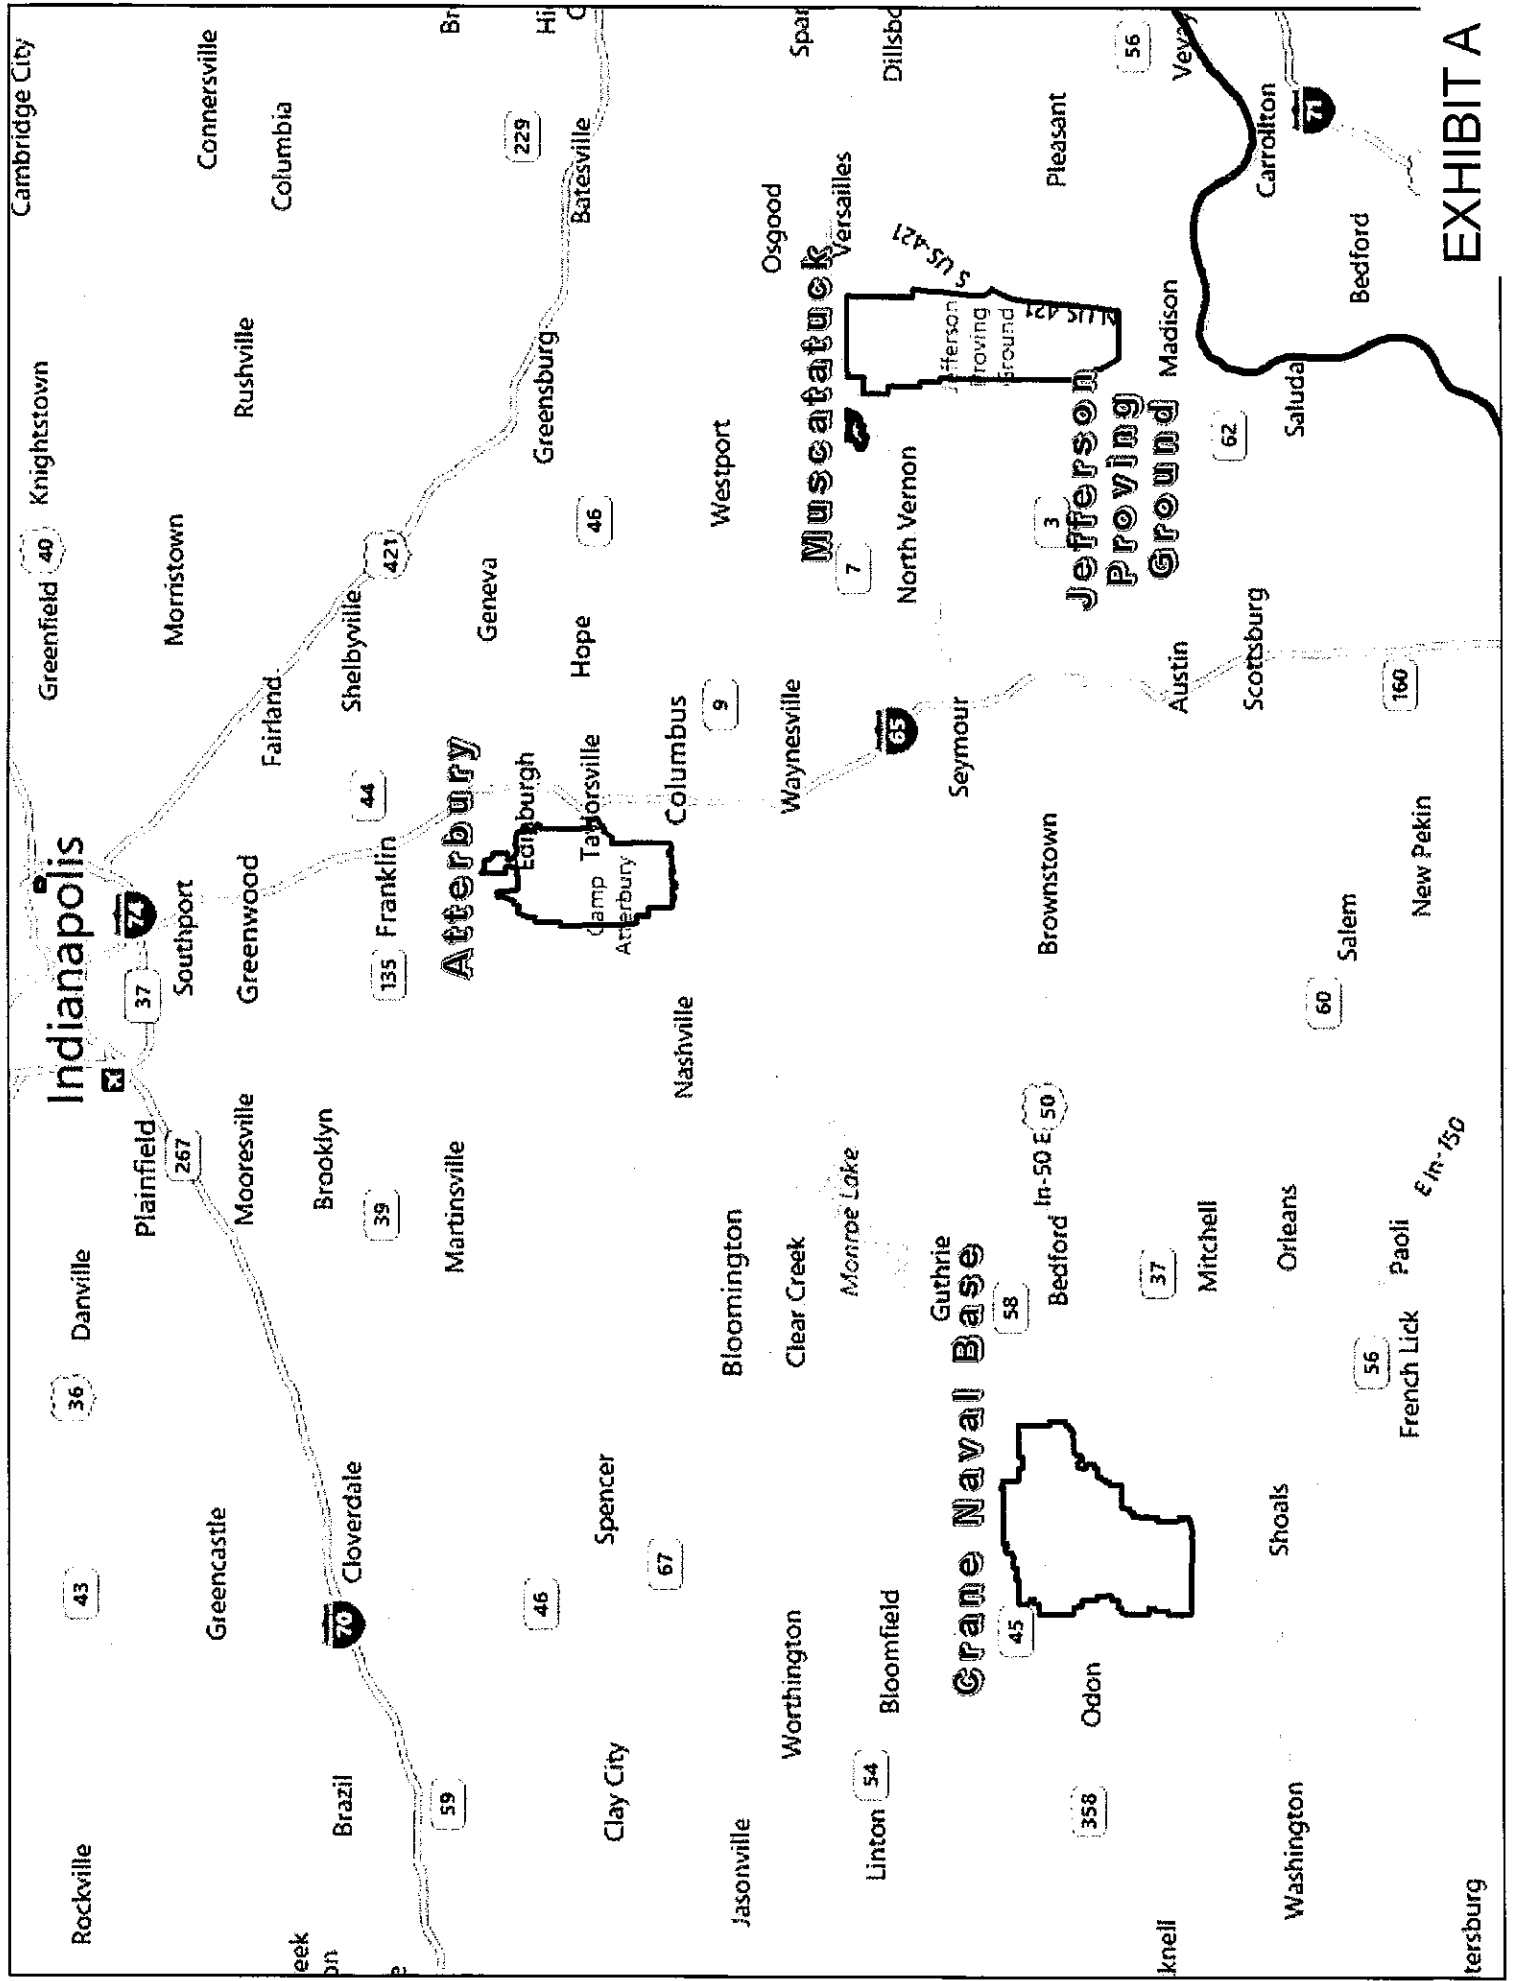 Rockville
43
36
Danville
Indianapolis
Greenfield
40
Knightstown
Cambridge City
Plainfield
37
74
267
Southport
Morristown
Greencastle
Mooresville
Greenwood
Rushville
Connersville
Brooklyn
Fairland
Columbia
eek
on
Brazil
70
Cloverdale
39
135
Franklin
44
Shelbyville
421
59
Martinsville
Atterbury
Geneva
Edinburgh
Greensburg
229
46
Camp
Atterbury
Taylorsville
Hope
46
Batesville
Clay City
Spencer
67
Nashville
Columbus
9
Westport
Jasonville
Bloomington
Worthington
Clear Creek
Waynesville
Osgood
Muscatatuck
Versailles
Monroe Lake
7
Linton
54
Bloomfield
65
North Vernon
S US-421
Dillsbo
Guthrie
Crane Naval Base
Seymour
Jefferson
Proving
Ground
N US 421
45
58
In-50 E
50
Bedford
Brownstown
3
Pleasant
56
Jefferson
Proving
Ground
358
Odon
37
Mitchell
Austin
Madison
Vevay
knell
62
Washington
Shoals
Orleans
Scottsburg
Saluda
Carrollton
71
60
Salem
56
French Lick
Paoli
E In-150
New Pekin
160
Bedford
tersburg
EXHIBIT A